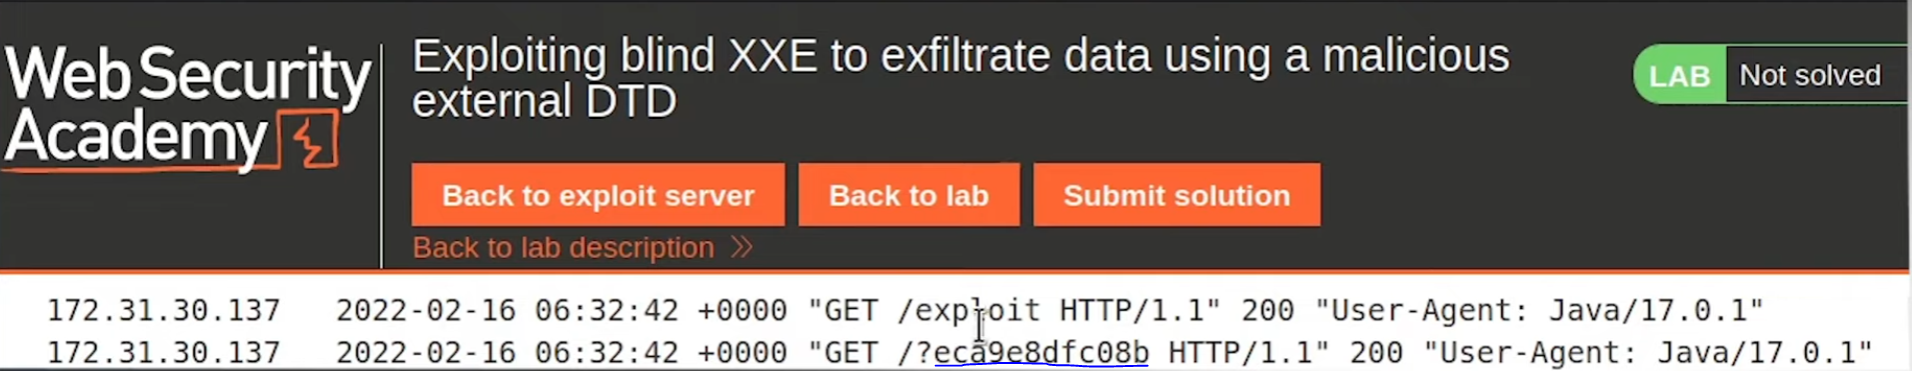 Web Security
Academy
Exploiting blind XXE to exfiltrate data using a malicious
external DTD
LAB Not solved
Back to exploit server Back to lab Submit solution
Back to lab description >>
172.31.30.137 2022-02-16 06:32:42 +0000 "GET /exploit HTTP/1.1" 200 "User-Agent: Java/17.0.1"
172.31.30.137 2022-02-16 06:32:42 +0000 "GET /?eca9e8dfc08b HTTP/1.1" 200 "User-Agent: Java/17.0.1"